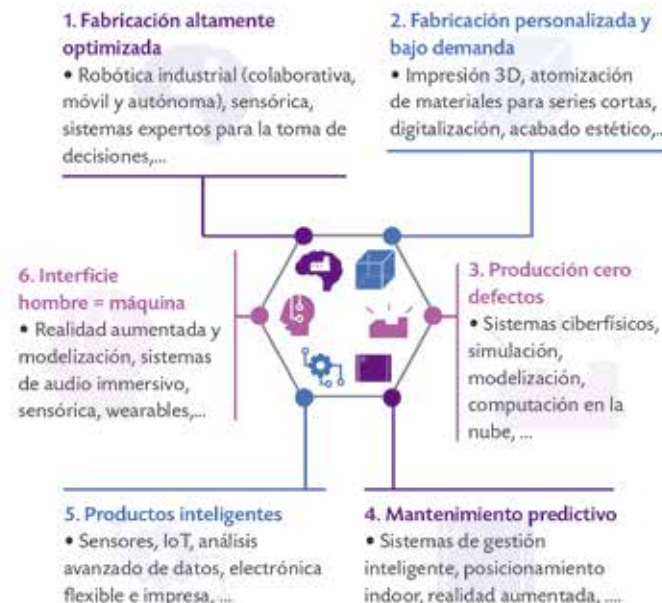 1. Fabricación altamente
optimizada
• Robótica industrial (colaborativa,
móvil y autónoma), sensórica,
sistemas expertos para la toma de
decisiones,...
2. Fabricación personalizada y
bajo demanda
• Impresión 3D, atomización
de materiales para series cortas,
digitalización, acabado estético,...
3. Producción cero
defectos
• Sistemas ciberfísicos,
simulación,
modelización,
computación en la
nube, ...
4. Mantenimiento predictivo
• Sistemas de gestión
inteligente, posicionamiento
indoor, realidad aumentada, ....
5. Productos inteligentes
• Sensores, IoT, análisis
avanzado de datos, electrónica
flexible e impresa, ...
6. Interfície
hombre = máquina
• Realidad aumentada y
modelización, sistemas
de audio immersivo,
sensórica, wearables,...